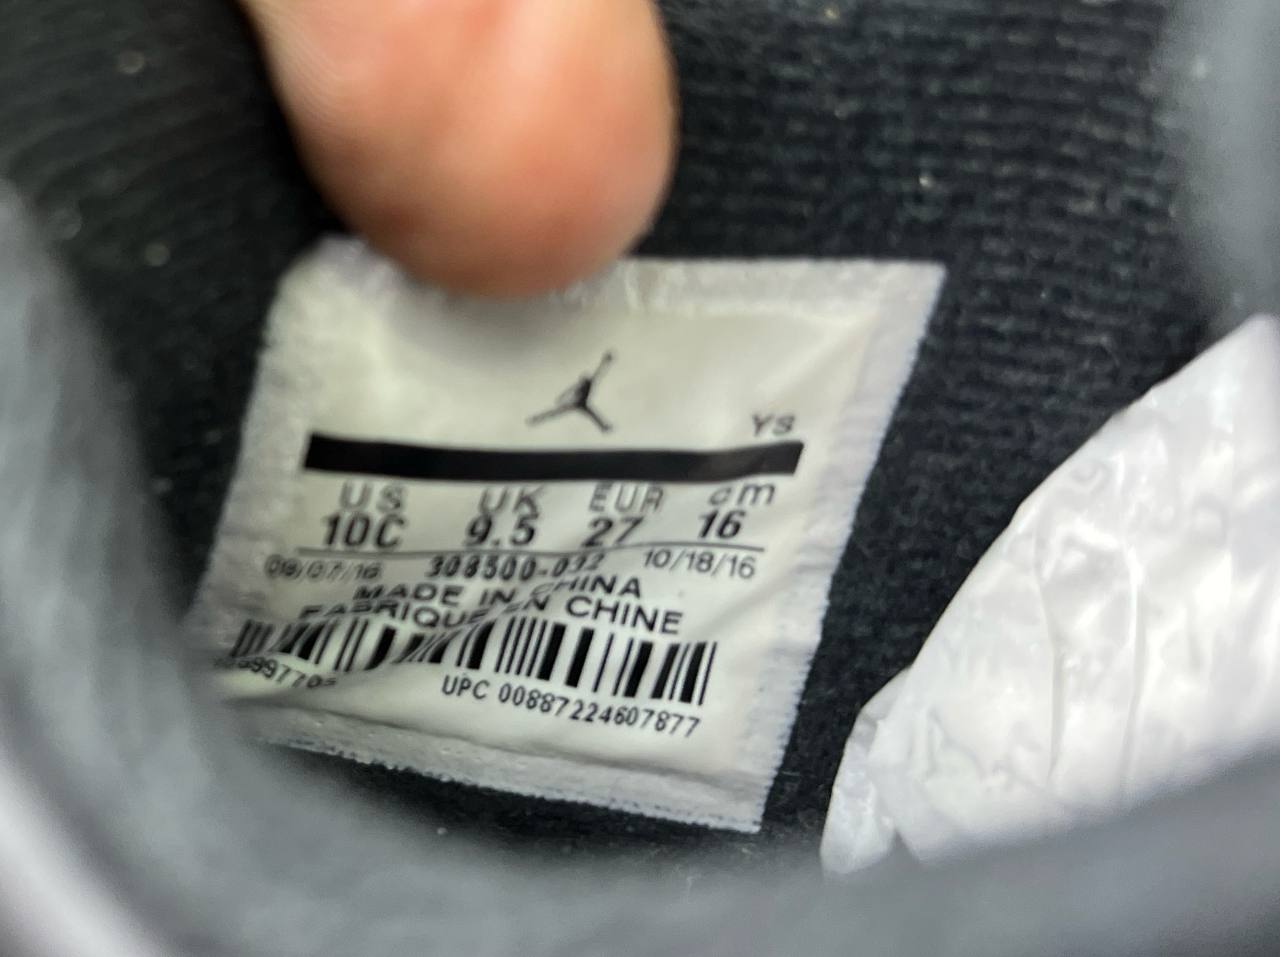 YS
US UK EUR cm
10C 9.5 27 16
08/07/16 308500-032 10/18/16
MADE IN CHINA
FABRIQUE EN CHINE
UPC 00887224607877